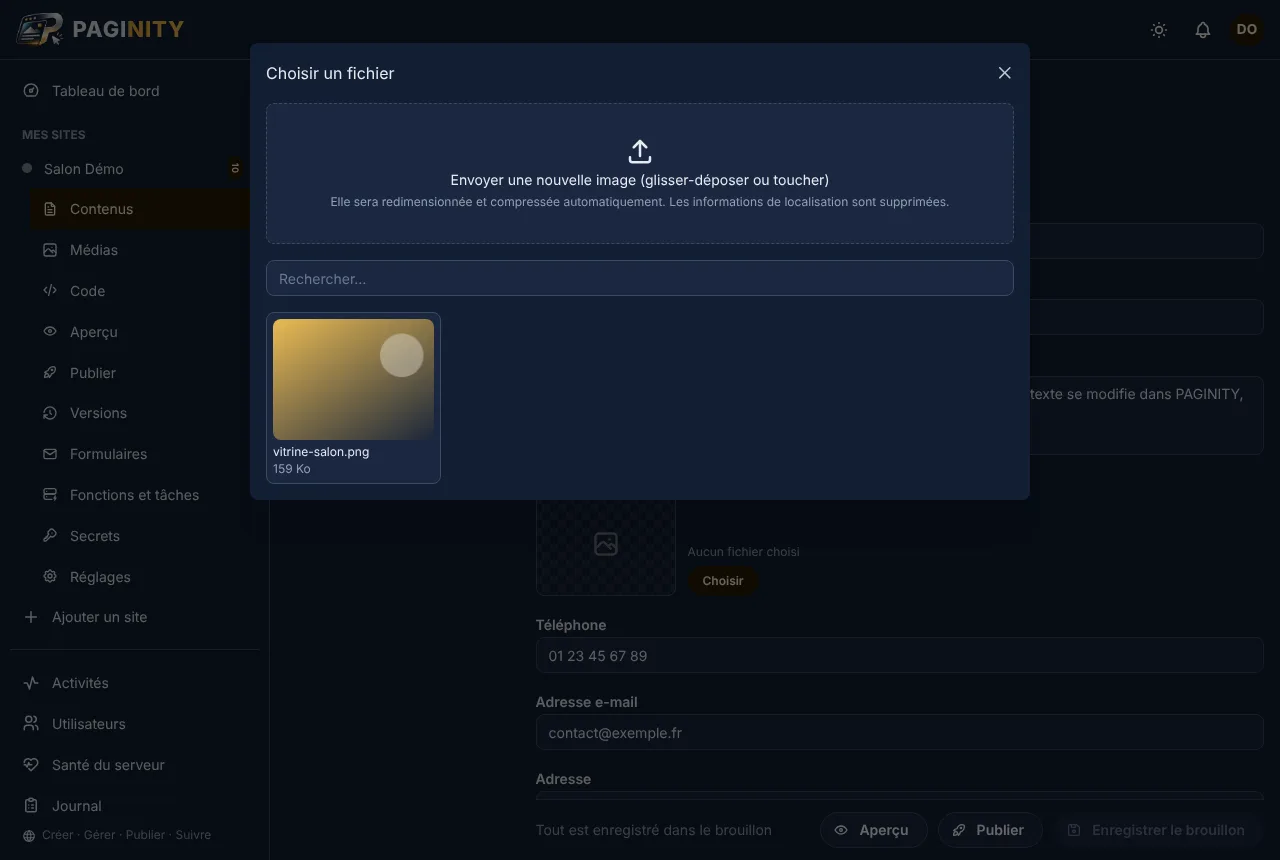 PAGINITY
DO
Tableau de bord
MES SITES
Salon Démo
10
Contenus
Médias
Code
Aperçu
Publier
Versions
Formulaires
Fonctions et tâches
Secrets
Réglages
Ajouter un site
Activités
Utilisateurs
Santé du serveur
Journal
Créer · Gérer · Publier · Suivre
Choisir un fichier
Envoyer une nouvelle image (glisser-déposer ou toucher)
Elle sera redimensionnée et compressée automatiquement. Les informations de localisation sont supprimées.
Rechercher...
vitrine-salon.png
159 Ko
texte se modifie dans PAGINITY,
Aucun fichier choisi
Choisir
Téléphone
01 23 45 67 89
Adresse e-mail
contact@exemple.fr
Adresse
Tout est enregistré dans le brouillon
Aperçu
Publier
Enregistrer le brouillon